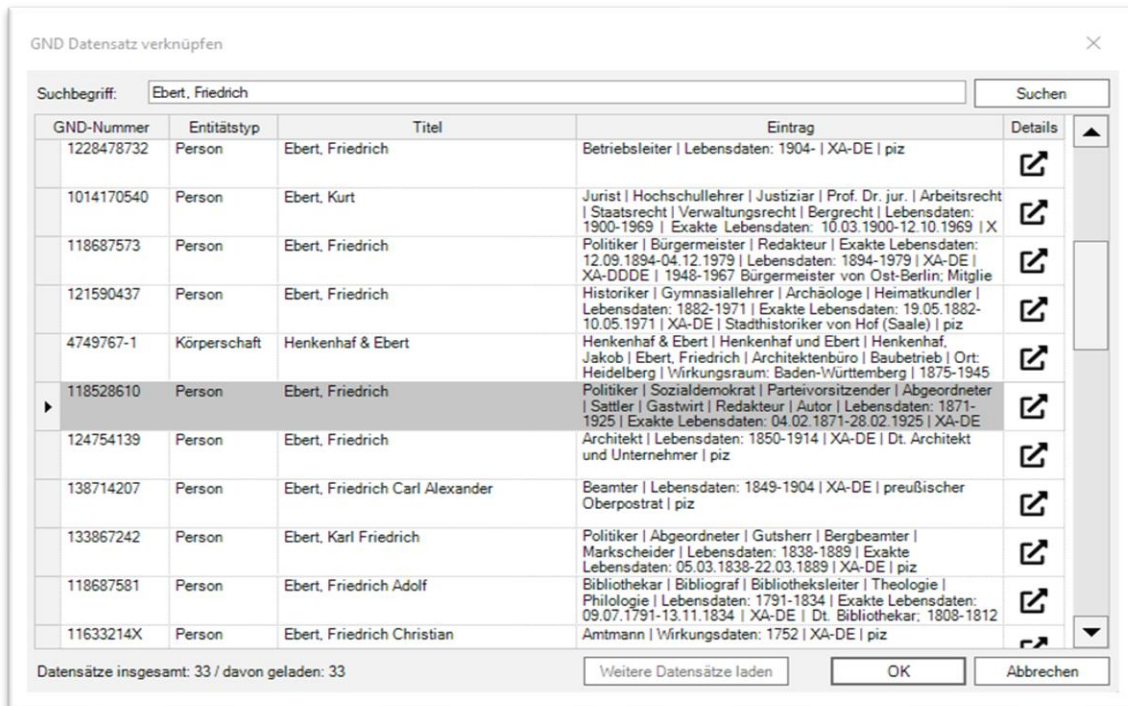 GND Datensatz verknüpfen
Suchbegriff: Ebert, Friedrich Suchen
GND-Nummer Entitätstyp Titel Eintrag Details
1228478732 Person Ebert, Friedrich Betriebsleiter | Lebensdaten: 1904- | XA-DE | piz
1014170540 Person Ebert, Kurt Jurist | Hochschullehrer | Justiziar | Prof. Dr. jur. | Arbeitsrecht
| Staatsrecht | Verwaltungsrecht | Bergrecht | Lebensdaten:
1900-1969 | Exakte Lebensdaten: 10.03.1900-12.10.1969 | X
118687573 Person Ebert, Friedrich Politiker | Bürgermeister | Redakteur | Exakte Lebensdaten:
12.09.1894-04.12.1979 | Lebensdaten: 1894-1979 | XA-DE |
XA-DDDE | 1948-1967 Bürgermeister von Ost-Berlin; Mitglie
121590437 Person Ebert, Friedrich Historiker | Gymnasiallehrer | Archäologe | Heimatkundler |
Lebensdaten: 1882-1971 | Exakte Lebensdaten: 19.05.1882-
10.05.1971 | XA-DE | Stadthistoriker von Hof (Saale) | piz
4749767-1 Körperschaft Henkenhaf & Ebert Henkenhaf & Ebert | Henkenhaf und Ebert | Henkenhaf,
Jakob | Ebert, Friedrich | Architektenbüro | Baubetrieb | Ort:
Heidelberg | Wirkungsraum: Baden-Württemberg | 1875-1945
118528610 Person Ebert, Friedrich Politiker | Sozialdemokrat | Parteivorsitzender | Abgeordneter
| Sattler | Gastwirt | Redakteur | Autor | Lebensdaten: 1871-
1925 | Exakte Lebensdaten: 04.02.1871-28.02.1925 | XA-DE
124754139 Person Ebert, Friedrich Architekt | Lebensdaten: 1850-1914 | XA-DE | Dt. Architekt
und Unternehmer | piz
138714207 Person Ebert, Friedrich Carl Alexander Beamter | Lebensdaten: 1849-1904 | XA-DE | preußischer
Oberpostrat | piz
133867242 Person Ebert, Karl Friedrich Politiker | Abgeordneter | Gutsherr | Bergbeamter |
Markscheider | Lebensdaten: 1838-1889 | Exakte
Lebensdaten: 05.03.1838-22.03.1889 | XA-DE | piz
118687581 Person Ebert, Friedrich Adolf Bibliothekar | Bibliograf | Bibliotheksleiter | Theologie |
Philologie | Lebensdaten: 1791-1834 | Exakte Lebensdaten:
09.07.1791-13.11.1834 | XA-DE | Dt. Bibliothekar; 1808-1812
11633214X Person Ebert, Friedrich Christian Amtmann | Wirkungsdaten: 1752 | XA-DE | piz
Datensätze insgesamt: 33 / davon geladen: 33 Weitere Datensätze laden OK Abbrechen